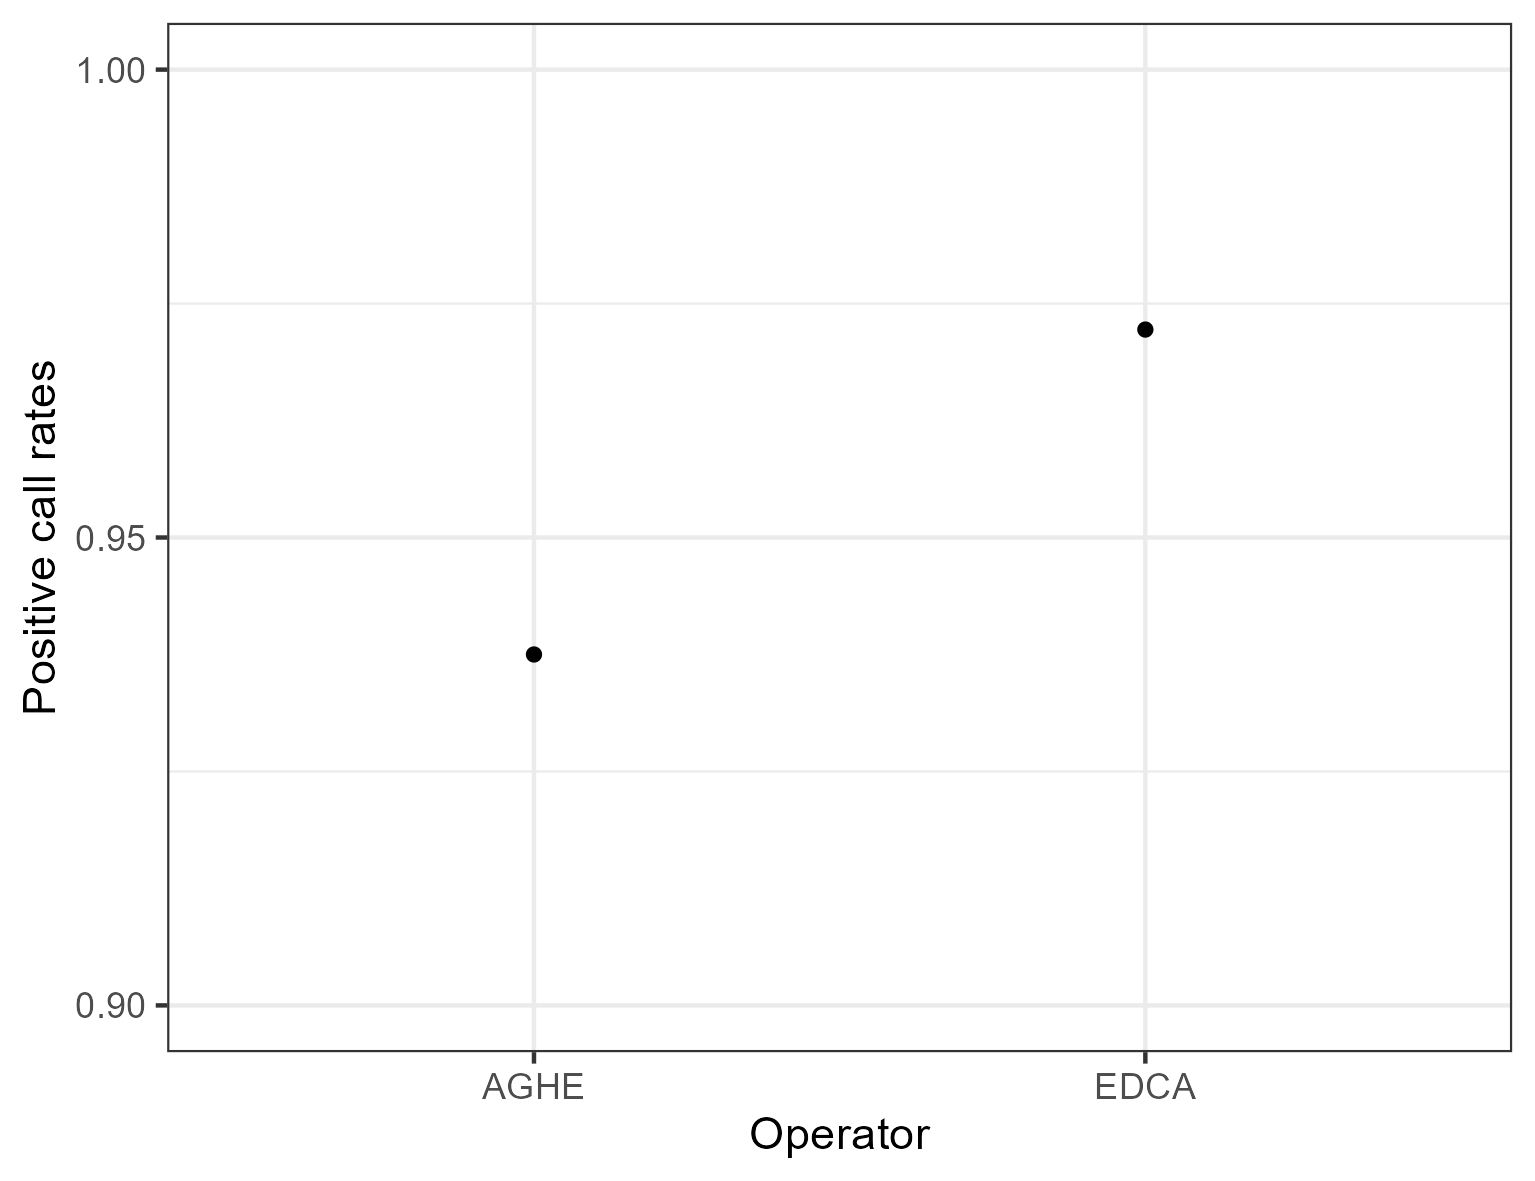 1.00
0.95
0.90
Positive call rates
AGHE EDCA
Operator